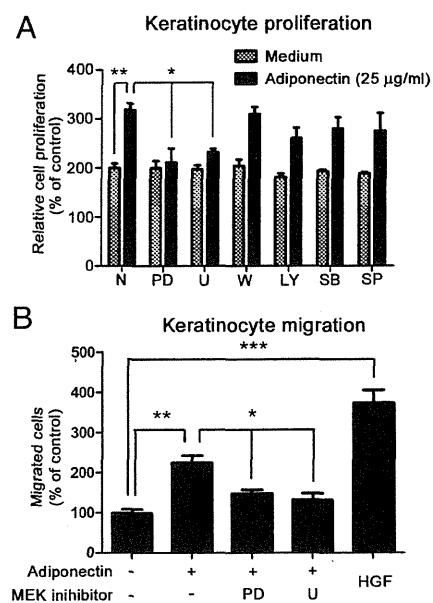 A
Keratinocyte proliferation
Medium
Adiponectin (25 μg/ml)
Relative cell proliferation
(% of control)
400
300
200
100
0
**
*
N PD U W LY SB SP
B
Keratinocyte migration
Migrated cells
(% of control)
500
400
300
200
100
0
***
**
*
Adiponectin - + + + HGF
MEK inihibitor - - PD U